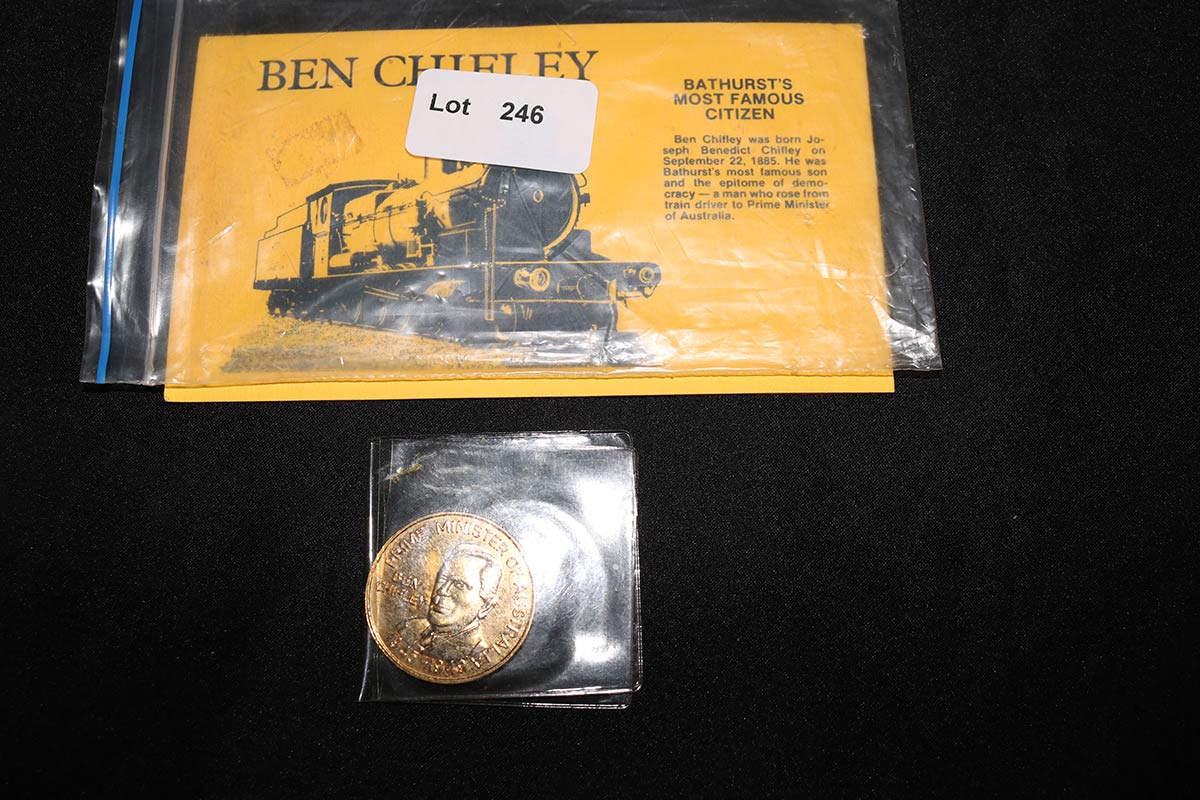 BEN CHIFLEY
Lot 246
BATHURST'S
MOST FAMOUS
CITIZEN
Ben Chifley was born Jo-
seph Benedict Chifley on
September 22, 1885. He was
Bathurst's most famous son
and the epitome of demo-
cracy — a man who rose from
train driver to Prime Minister
of Australia.
PRIME MINISTER OF AUSTRALIA
BEN
CHIFLEY